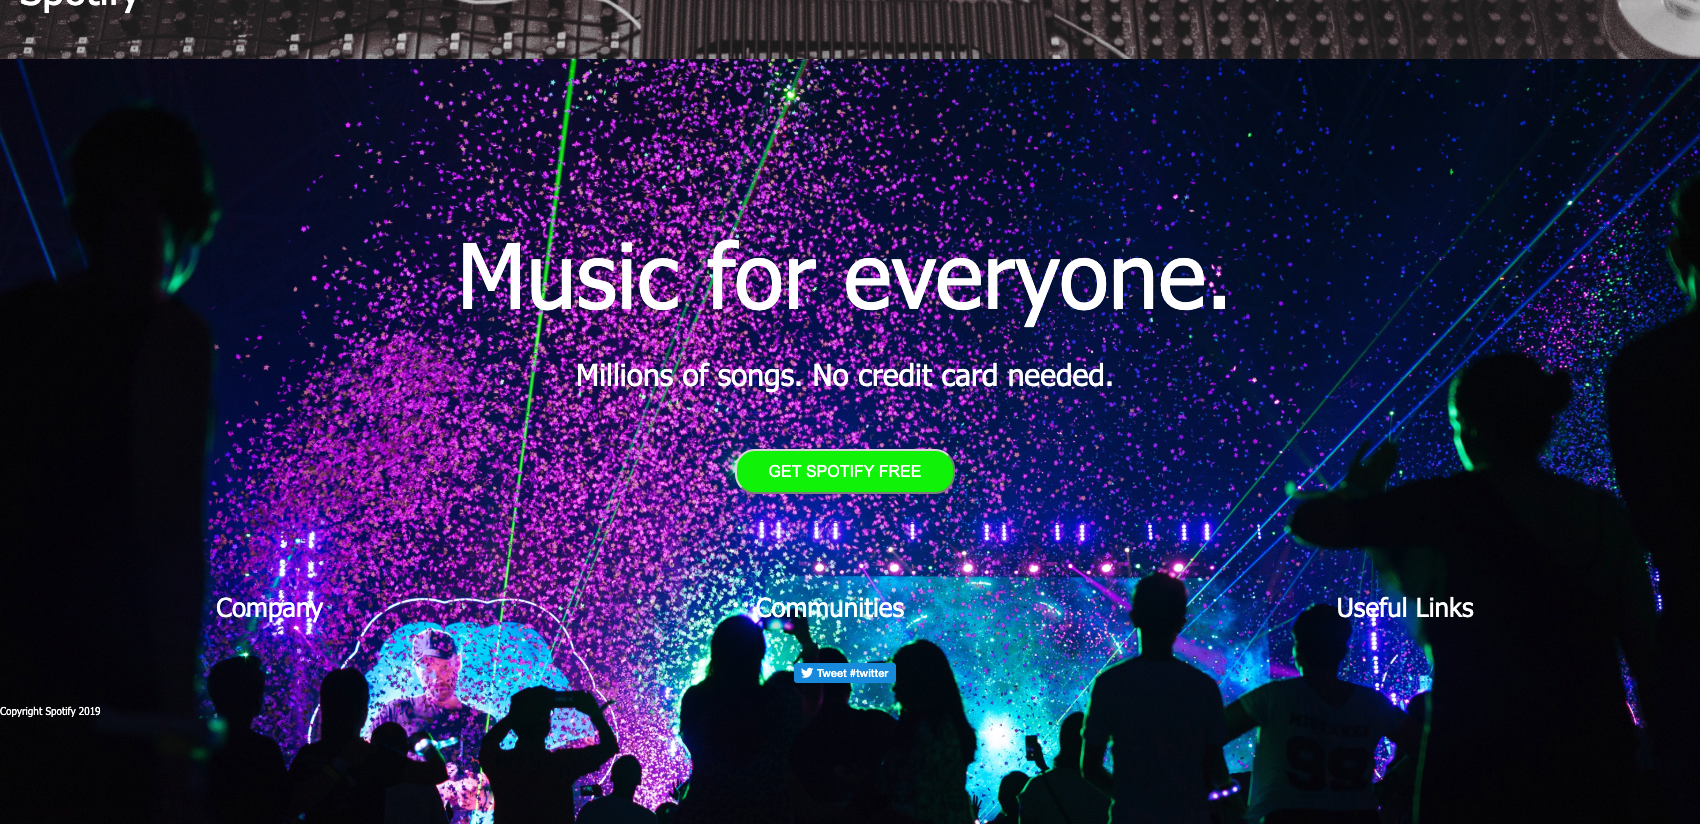 Spotify
Music for everyone.
Millions of songs. No credit card needed.
GET SPOTIFY FREE
Company
Communities
Useful Links
Tweet #twitter
Copyright Spotify 2019
99